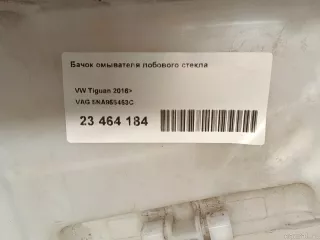 Бачок омывателя лобового стекла
VW Tiguan 2016>
VAG 5NA955453C
23 464 184